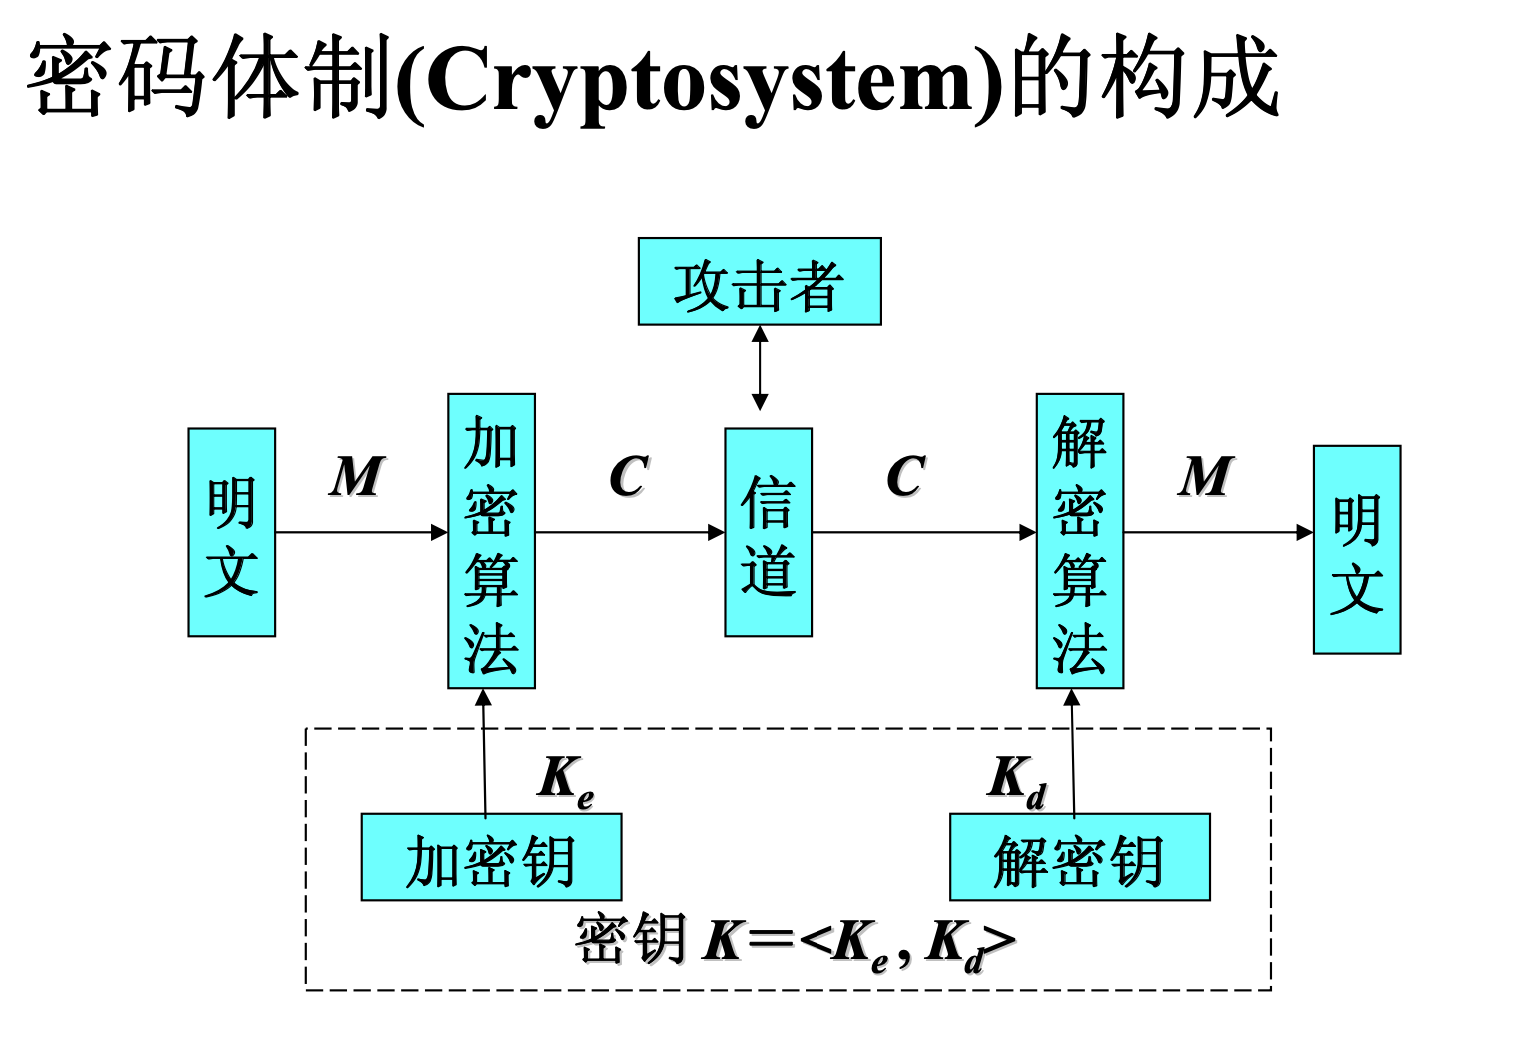 密码体制(Cryptosystem)的构成
攻击者
明文
M
加密算法
C
信道
C
解密算法
M
明文
Ke
Kd
加密钥
解密钥
密钥 K＝<Ke , Kd>